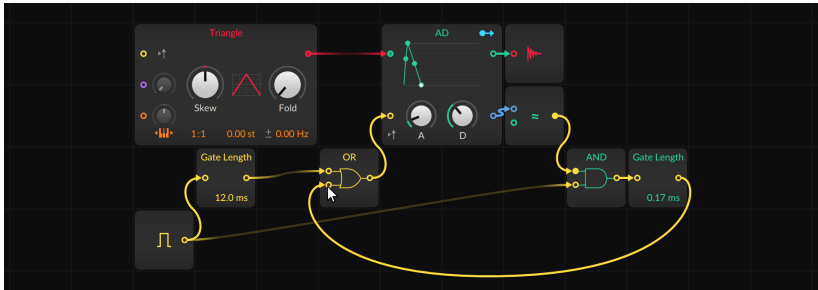 Triangle
AD
Skew
Fold
A
D
1:1
0.00 st
± 0.00 Hz
Gate Length
OR
AND
Gate Length
12.0 ms
0.17 ms